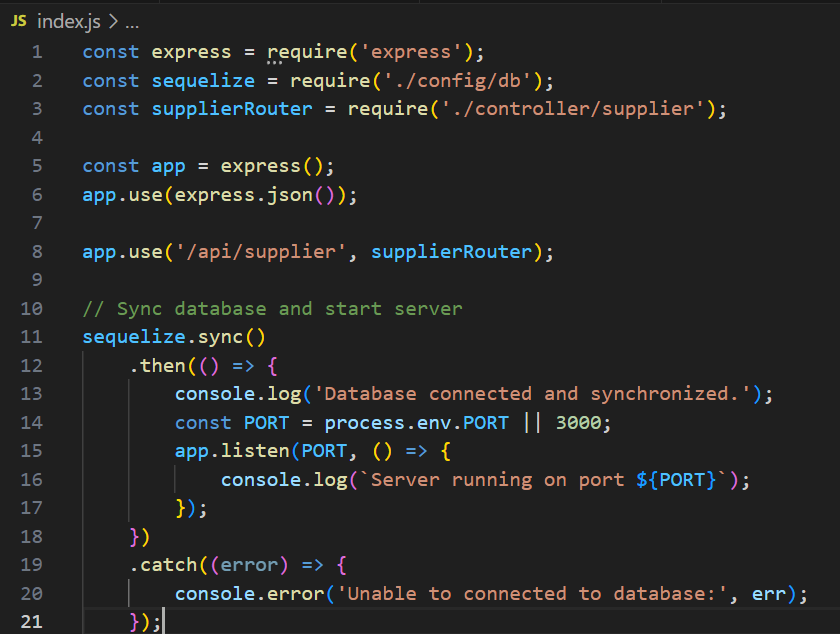 JS index.js > ...
1 const express = require('express');
2 const sequelize = require('./config/db');
3 const supplierRouter = require('./controller/supplier');
4
5 const app = express();
6 app.use(express.json());
7
8 app.use('/api/supplier', supplierRouter);
9
10 // Sync database and start server
11 sequelize.sync()
12 .then(() => {
13 console.log('Database connected and synchronized.');
14 const PORT = process.env.PORT || 3000;
15 app.listen(PORT, () => {
16 console.log(`Server running on port ${PORT}`);
17 });
18 })
19 .catch((error) => {
20 console.error('Unable to connected to database:', err);
21 });